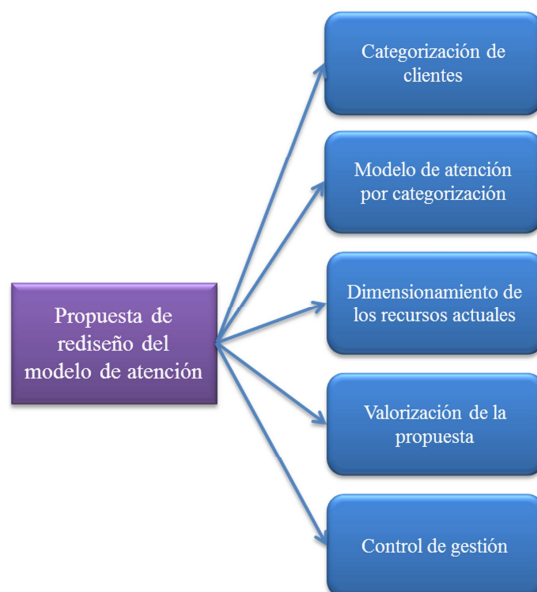 Categorización de
clientes
Modelo de atención
por categorización
Propuesta de
rediseño del
modelo de atención
Dimensionamiento de
los recursos actuales
Valorización de la
propuesta
Control de gestión